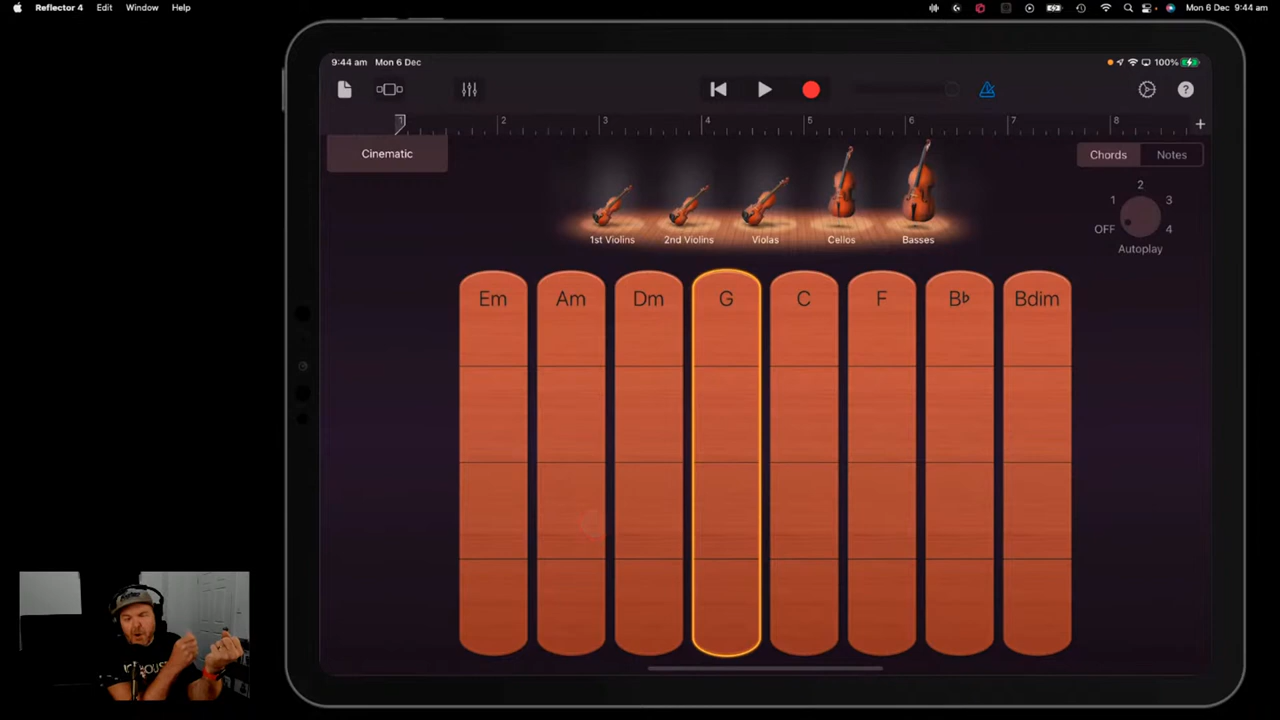 Reflector 4 Edit Window Help Mon 6 Dec 9:44 am
9:44 am Mon 6 Dec 100%
1 2 3 4 5 6 7 8 +
Cinematic
Chords Notes
1st Violins 2nd Violins Violas Cellos Basses
2
1 3
OFF 4
Autoplay
Em Am Dm G C F B♭ Bdim